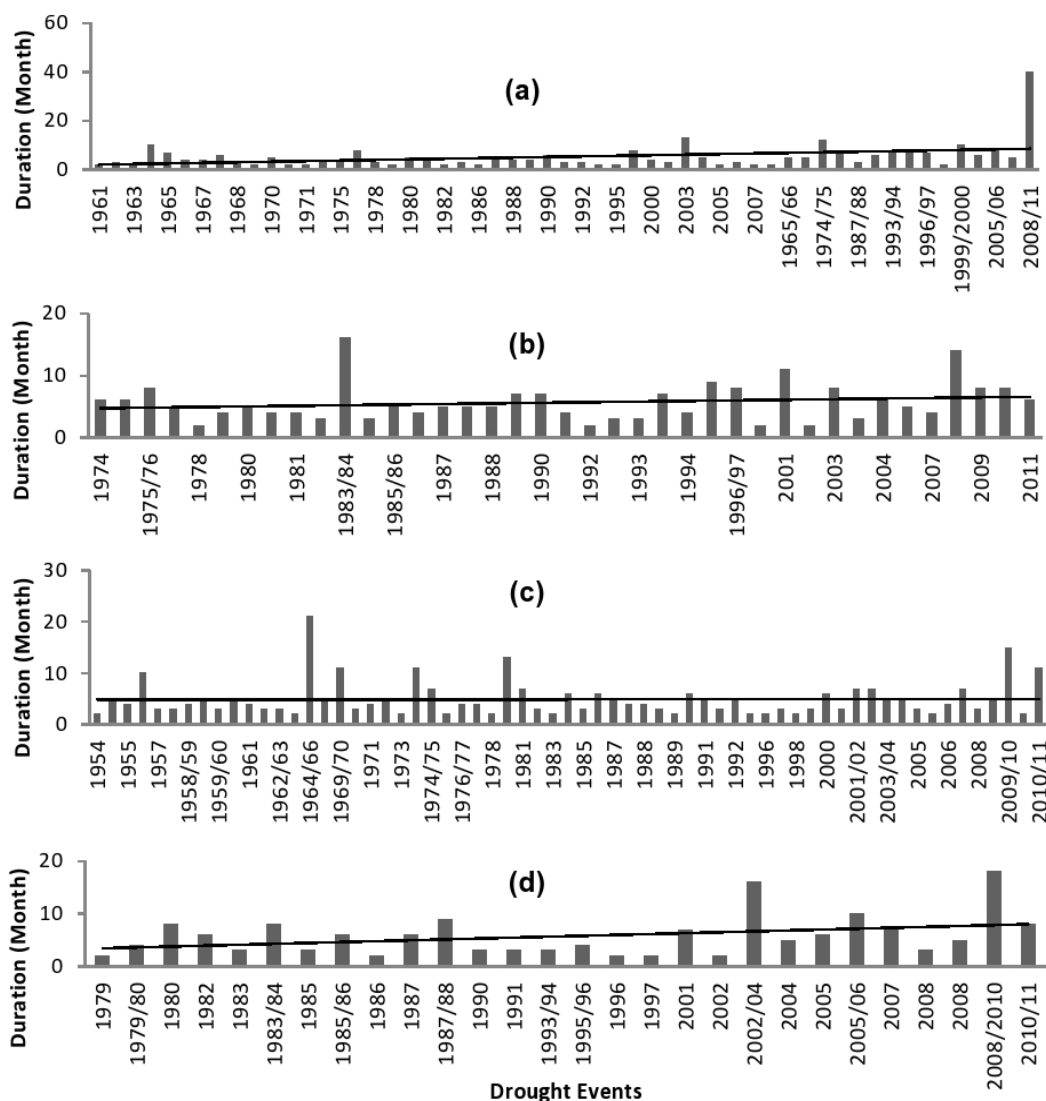 60
40
20
0
Duration (Month)
(a)
1961 1963 1965 1967 1968 1970 1971 1975 1978 1980 1982 1986 1988 1990 1992 1995 2000 2003 2005 2007 1965/66 1974/75 1987/88 1993/94 1996/97 1999/2000 2005/06 2008/11
20
10
0
Duration (Month)
(b)
1974 1975/76 1978 1980 1981 1983/84 1985/86 1987 1988 1990 1992 1993 1994 1996/97 2001 2003 2004 2007 2009 2011
30
20
10
0
Duration (Month)
(c)
1954 1955 1957 1958/59 1959/60 1961 1962/63 1964/66 1969/70 1971 1973 1974/75 1976/77 1978 1981 1983 1985 1987 1988 1989 1991 1992 1996 1998 2000 2001/02 2003/04 2005 2006 2008 2009/10 2010/11
20
10
0
Duration (Month)
(d)
1979 1979/80 1980 1982 1983 1983/84 1985 1985/86 1986 1987 1987/88 1990 1991 1993/94 1995/96 1996 1997 2001 2002 2002/04 2004 2005 2005/06 2007 2008 2008 2008/2010 2010/11
Drought Events